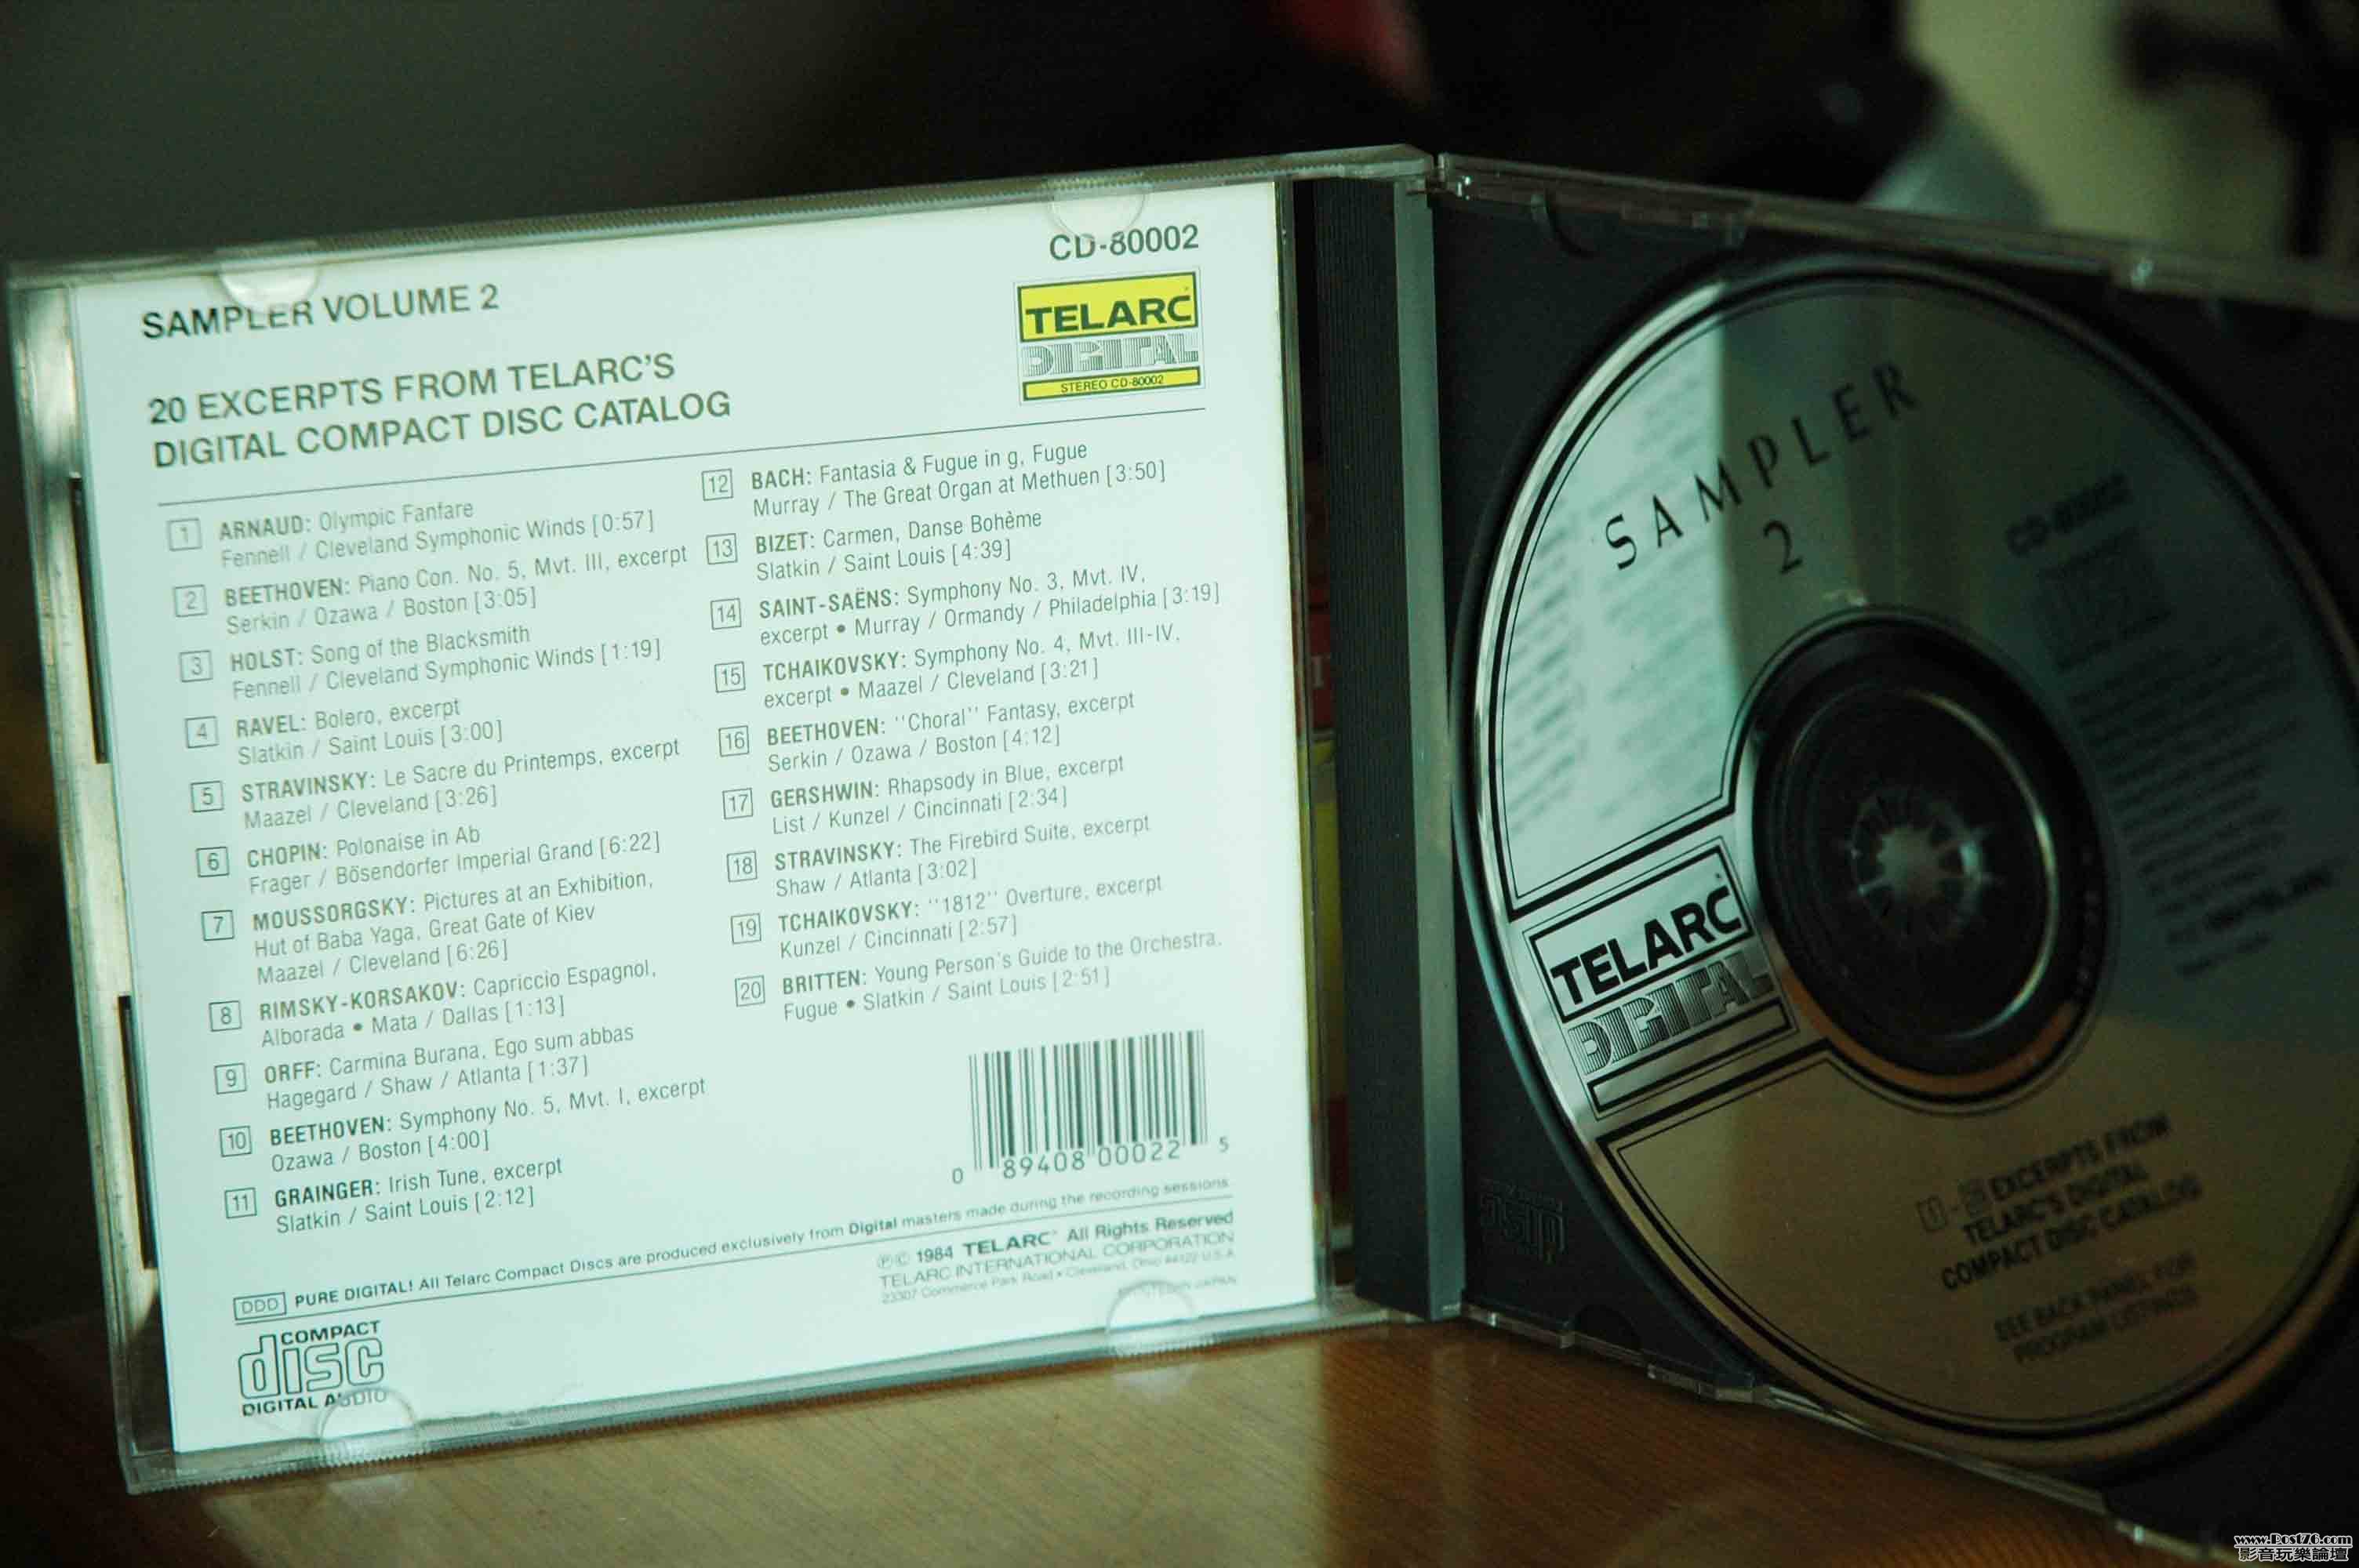 CD-80002
SAMPLER VOLUME 2
TELARC
DIGITAL
STEREO CD-80002
20 EXCERPTS FROM TELARC'S
DIGITAL COMPACT DISC CATALOG
1 ARNAUD: Olympic Fanfare
Fennell / Cleveland Symphonic Winds [0:57]
2 BEETHOVEN: Piano Con. No. 5, Mvt. III, excerpt
Serkin / Ozawa / Boston [3:05]
3 HOLST: Song of the Blacksmith
Fennell / Cleveland Symphonic Winds [1:19]
4 RAVEL: Bolero, excerpt
Slatkin / Saint Louis [3:00]
5 STRAVINSKY: Le Sacre du Printemps, excerpt
Maazel / Cleveland [3:26]
6 CHOPIN: Polonaise in Ab
Frager / Bösendorfer Imperial Grand [6:22]
7 MOUSSORGSKY: Pictures at an Exhibition,
Hut of Baba Yaga, Great Gate of Kiev
Maazel / Cleveland [6:26]
8 RIMSKY-KORSAKOV: Capriccio Espagnol,
Alborada • Mata / Dallas [1:13]
9 ORFF: Carmina Burana, Ego sum abbas
Hagegard / Shaw / Atlanta [1:37]
10 BEETHOVEN: Symphony No. 5, Mvt. I, excerpt
Ozawa / Boston [4:00]
11 GRAINGER: Irish Tune, excerpt
Slatkin / Saint Louis [2:12]
12 BACH: Fantasia & Fugue in g, Fugue
Murray / The Great Organ at Methuen [3:50]
13 BIZET: Carmen, Danse Bohème
Slatkin / Saint Louis [4:39]
14 SAINT-SAËNS: Symphony No. 3, Mvt. IV,
excerpt • Murray / Ormandy / Philadelphia [3:19]
15 TCHAIKOVSKY: Symphony No. 4, Mvt. III-IV,
excerpt • Maazel / Cleveland [3:21]
16 BEETHOVEN: "Choral" Fantasy, excerpt
Serkin / Ozawa / Boston [4:12]
17 GERSHWIN: Rhapsody in Blue, excerpt
List / Kunzel / Cincinnati [2:34]
18 STRAVINSKY: The Firebird Suite, excerpt
Shaw / Atlanta [3:02]
19 TCHAIKOVSKY: "1812" Overture, excerpt
Kunzel / Cincinnati [2:57]
20 BRITTEN: Young Person's Guide to the Orchestra,
Fugue • Slatkin / Saint Louis [2:51]
0 89408 00022 5
DDD PURE DIGITAL! All Telarc Compact Discs are produced exclusively from Digital masters made during the recording sessions
℗© 1984 TELARC® All Rights Reserved
TELARC INTERNATIONAL CORPORATION
23307 Commerce Park Road • Cleveland, Ohio 44122 U.S.A
COMPACT
disc
DIGITAL AUDIO
SAMPLER
2
CD-80002
TELARC
DIGITAL
EXCERPTS FROM
TELARC'S DIGITAL
COMPACT DISC CATALOG
SEE BACK PANEL FOR
PROGRAM LISTINGS
www.Post76.com
影音玩樂論壇